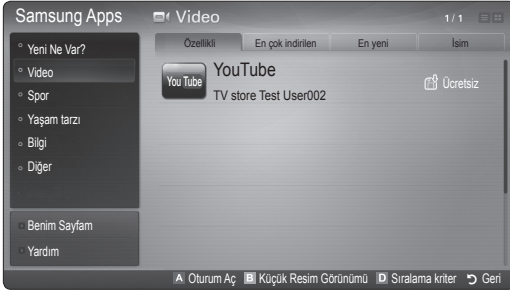 Samsung Apps
Video
1 / 1
Yeni Ne Var?
Video
Spor
Yaşam tarzı
Bilgi
Diğer
Benim Sayfam
Yardım
Özellikli
En çok indirilen
En yeni
İsim
You Tube
YouTube
TV store Test User002
Ücretsiz
A Oturum Aç B Küçük Resim Görünümü D Sıralama kriter Geri